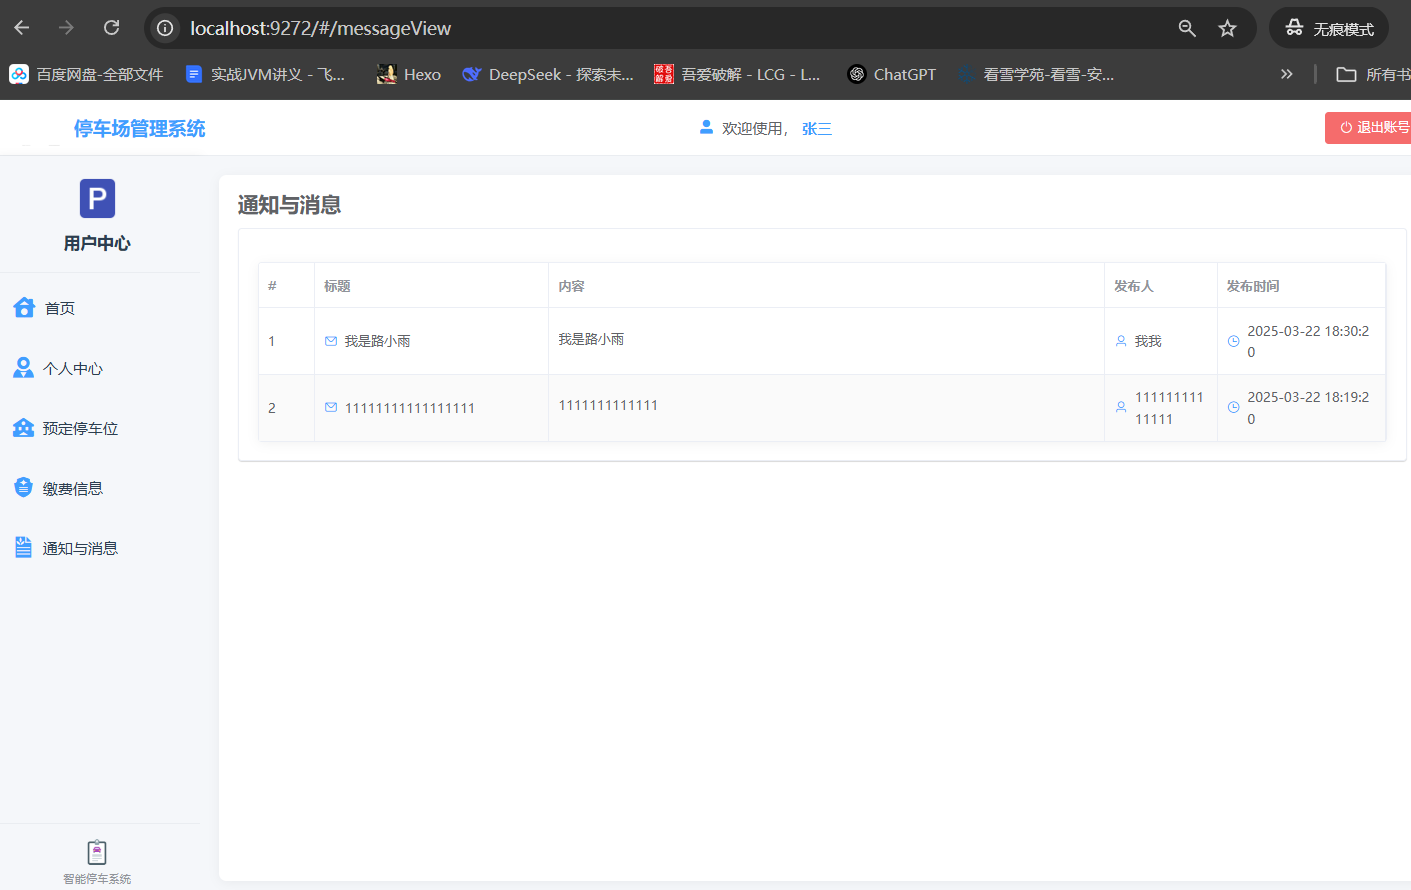 localhost:9272/#/messageView
无痕模式
百度网盘-全部文件
实战JVM讲义 - 飞...
Hexo
DeepSeek - 探索未...
吾爱破解 - LCG - L...
ChatGPT
看雪学苑-看雪-安...
所有书
停车场管理系统
欢迎使用， 张三
退出账号
P
用户中心
首页
个人中心
预定停车位
缴费信息
通知与消息
智能停车系统
通知与消息
# 标题 内容 发布人 发布时间
1 我是路小雨 我是路小雨 我我 2025-03-22 18:30:2
0
2 11111111111111111 1111111111111 111111111 2025-03-22 18:19:2
11111 0